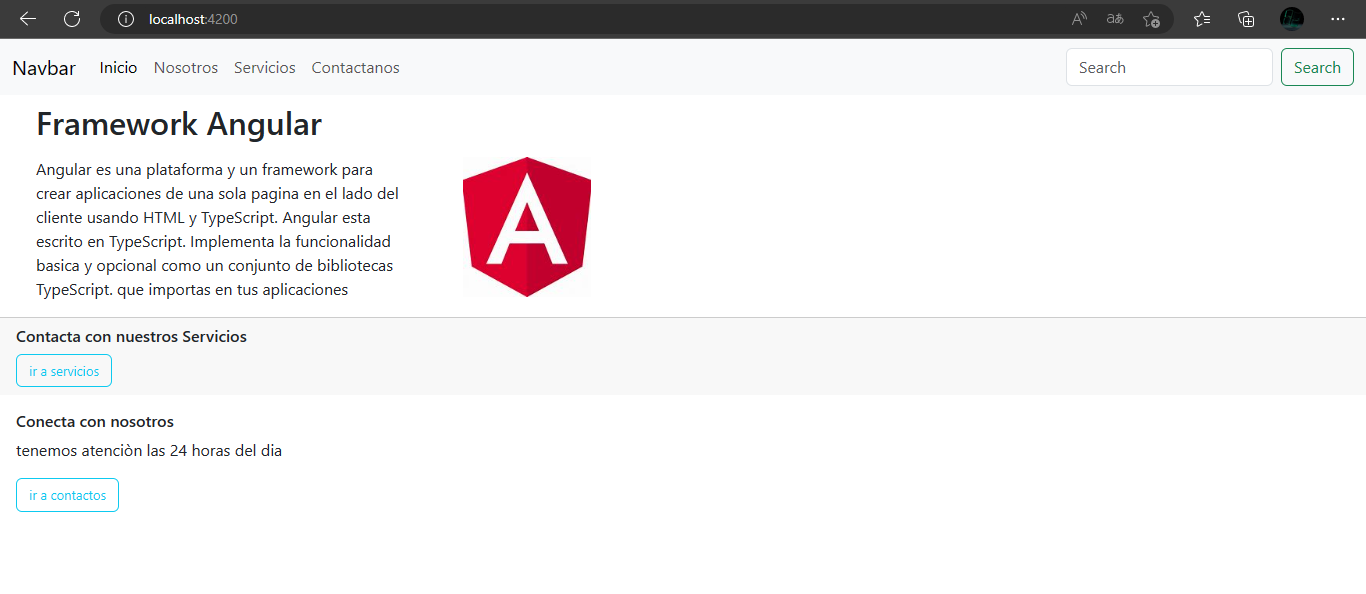 localhost:4200
Navbar Inicio Nosotros Servicios Contactanos Search Search
Framework Angular
Angular es una plataforma y un framework para
crear aplicaciones de una sola pagina en el lado del
cliente usando HTML y TypeScript. Angular esta
escrito en TypeScript. Implementa la funcionalidad
basica y opcional como un conjunto de bibliotecas
TypeScript. que importas en tus aplicaciones
A
Contacta con nuestros Servicios
ir a servicios
Conecta con nosotros
tenemos atenciòn las 24 horas del dia
ir a contactos